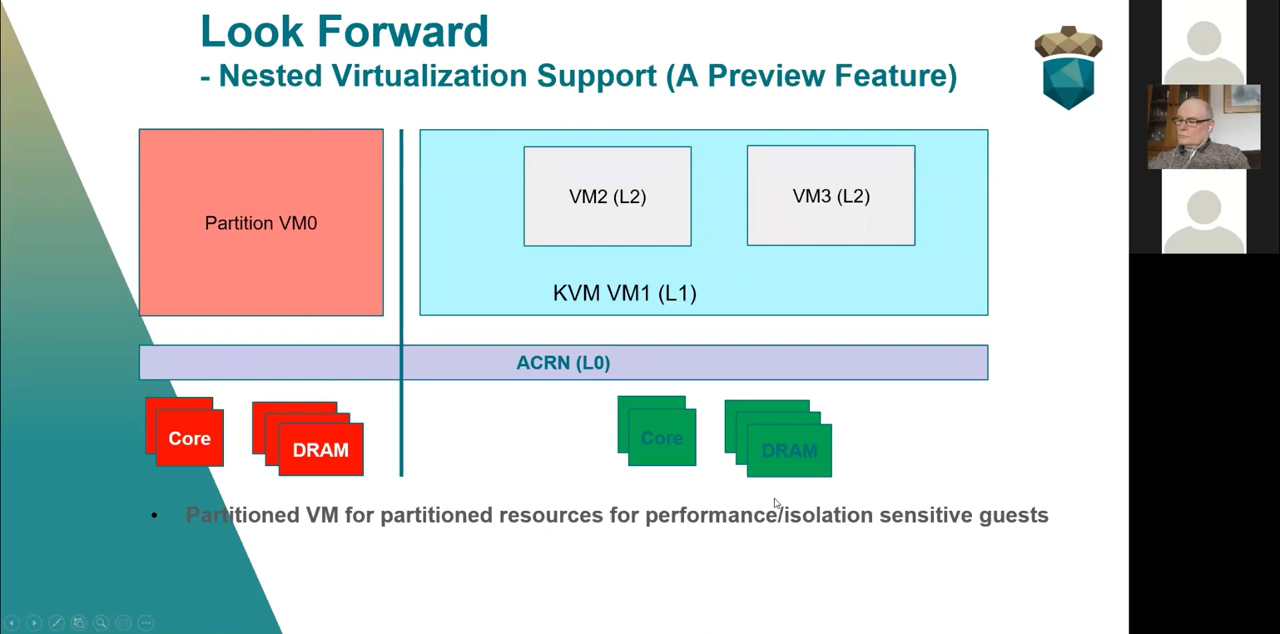 Look Forward
- Nested Virtualization Support (A Preview Feature)
Partition VM0
VM2 (L2)
VM3 (L2)
KVM VM1 (L1)
ACRN (L0)
Core
DRAM
Core
DRAM
• Partitioned VM for partitioned resources for performance/isolation sensitive guests